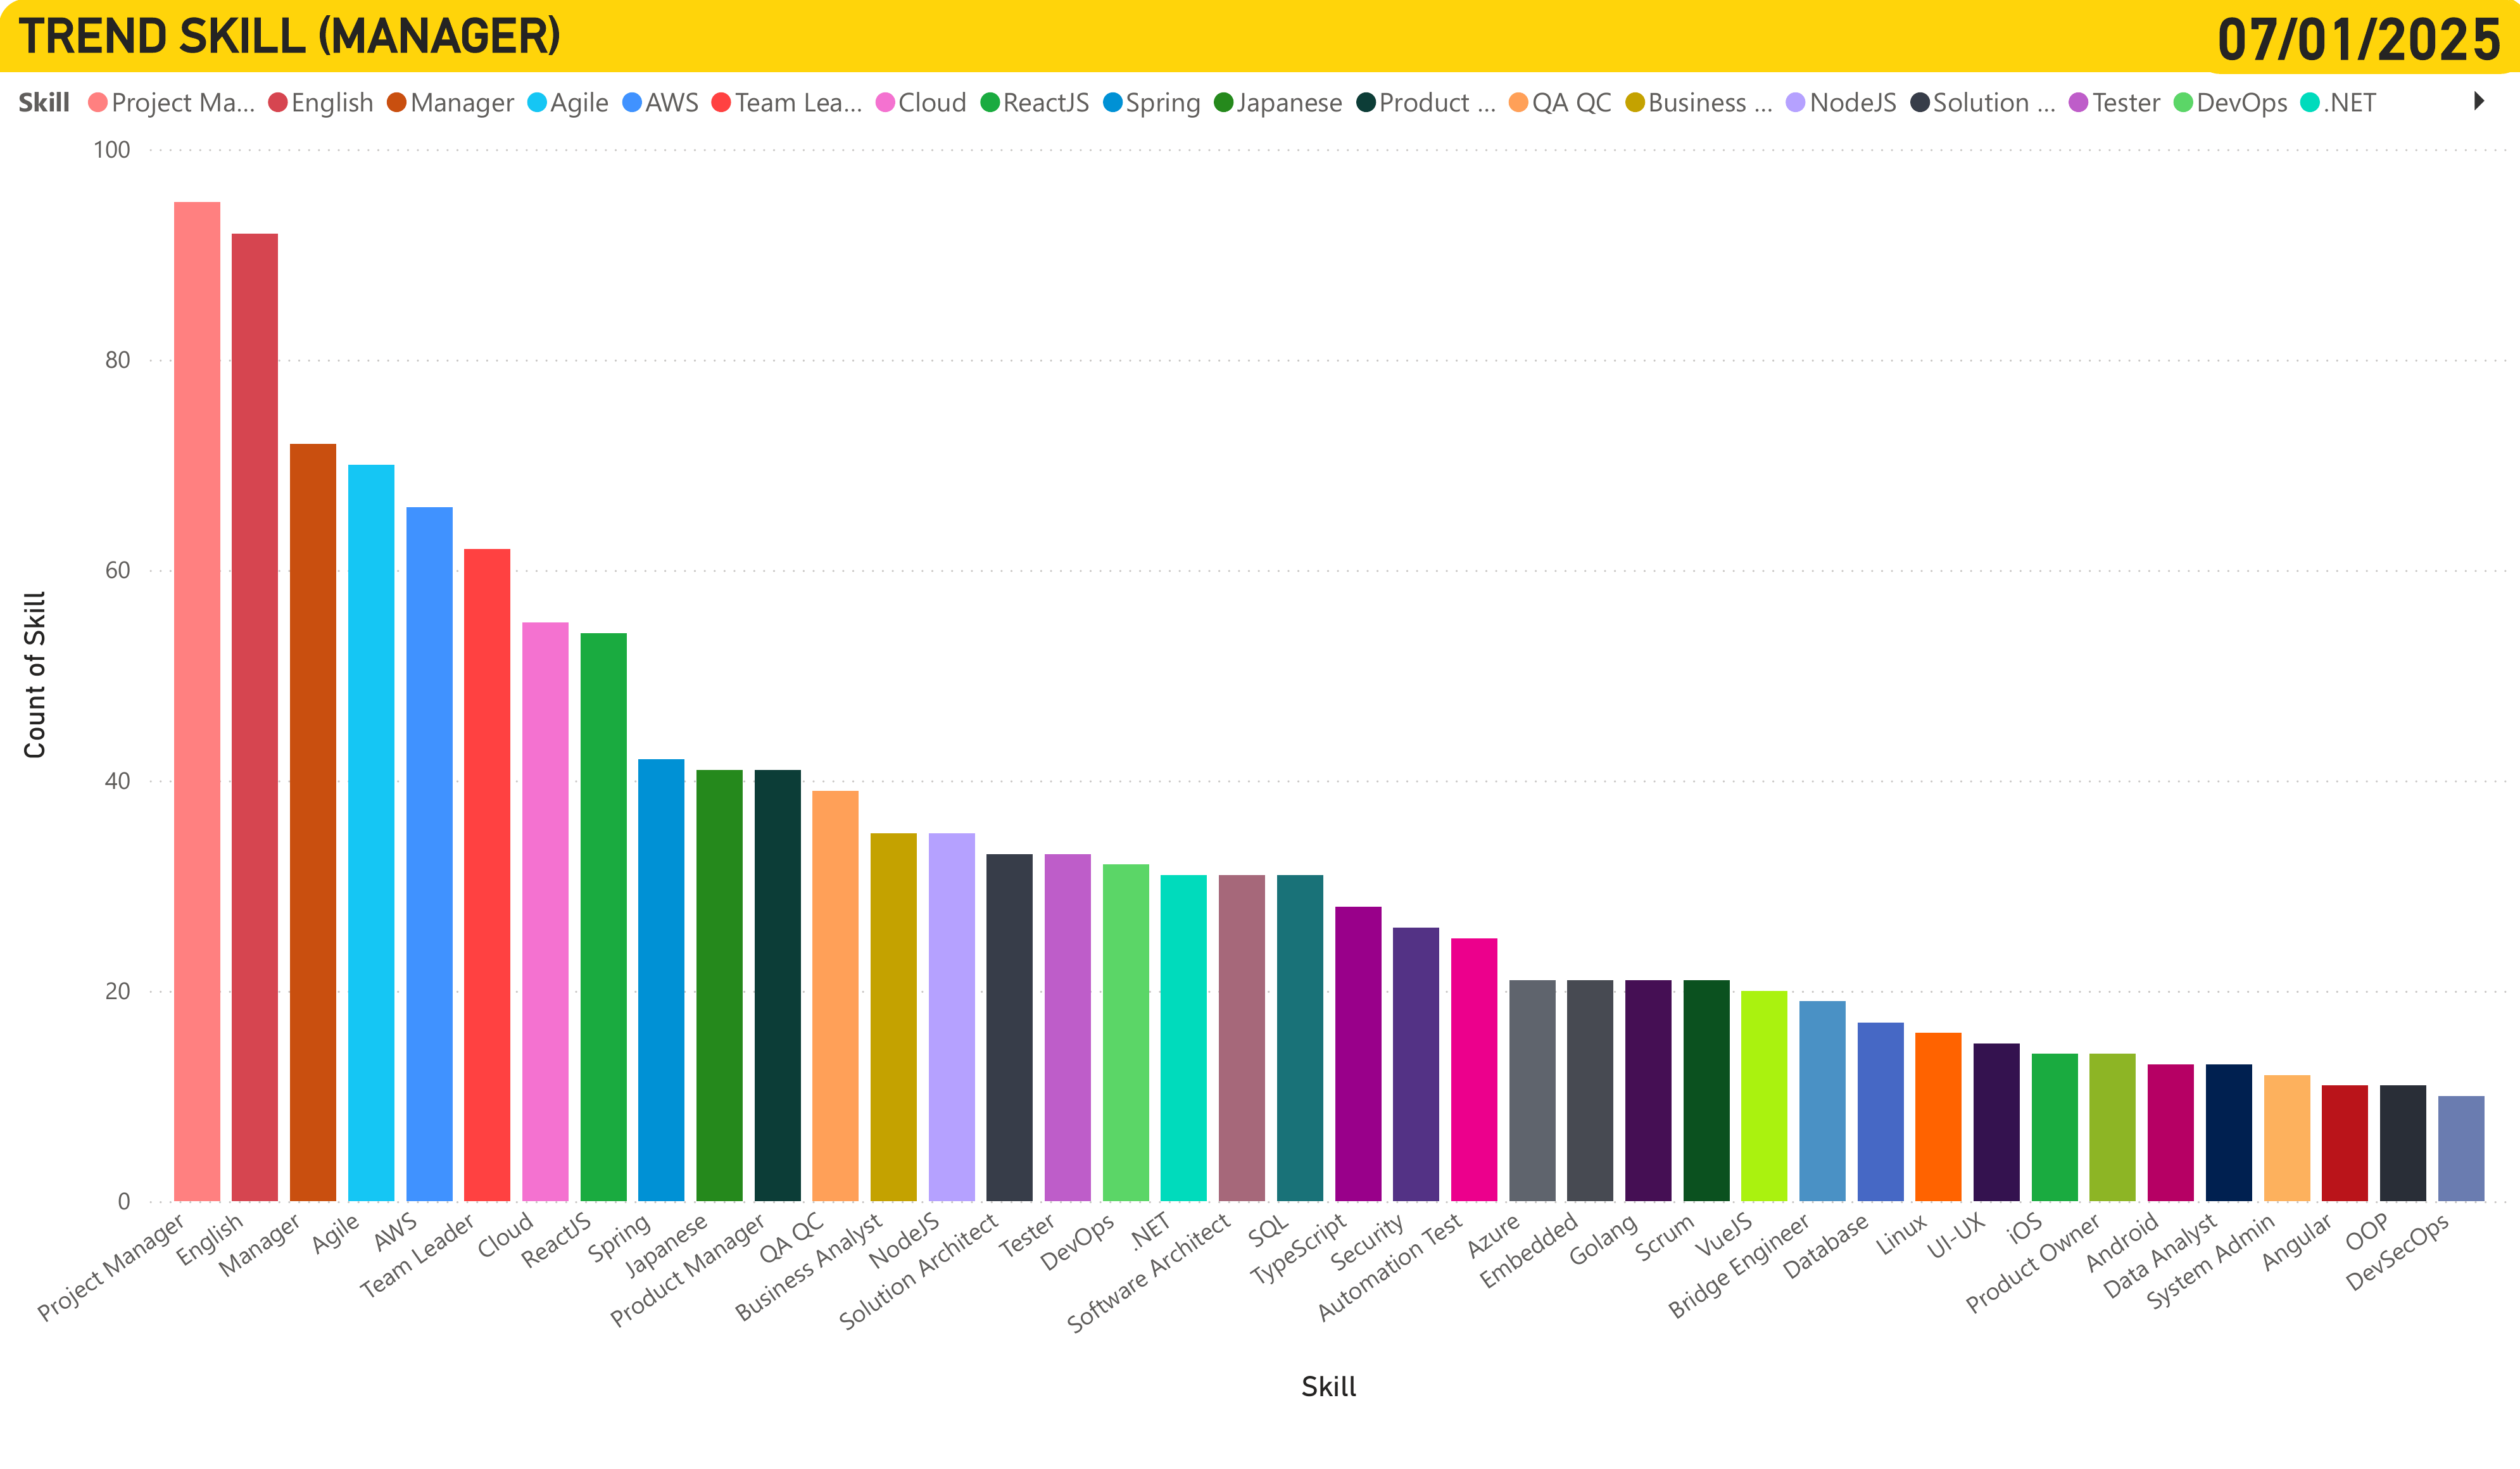 TREND SKILL (MANAGER)
07/01/2025
Skill Project Ma... English Manager Agile AWS Team Lea... Cloud ReactJS Spring Japanese Product ... QA QC Business ... NodeJS Solution ... Tester DevOps .NET
100
80
60
40
20
0
Count of Skill
Project Manager
English
Manager
Agile
AWS
Team Leader
Cloud
ReactJS
Spring
Japanese
Product Manager
QA QC
Business Analyst
NodeJS
Solution Architect
Tester
DevOps
.NET
Software Architect
SQL
TypeScript
Security
Automation Test
Azure
Embedded
Golang
Scrum
VueJS
Bridge Engineer
Database
Linux
UI-UX
iOS
Product Owner
Android
Data Analyst
System Admin
Angular
OOP
DevSecOps
Skill